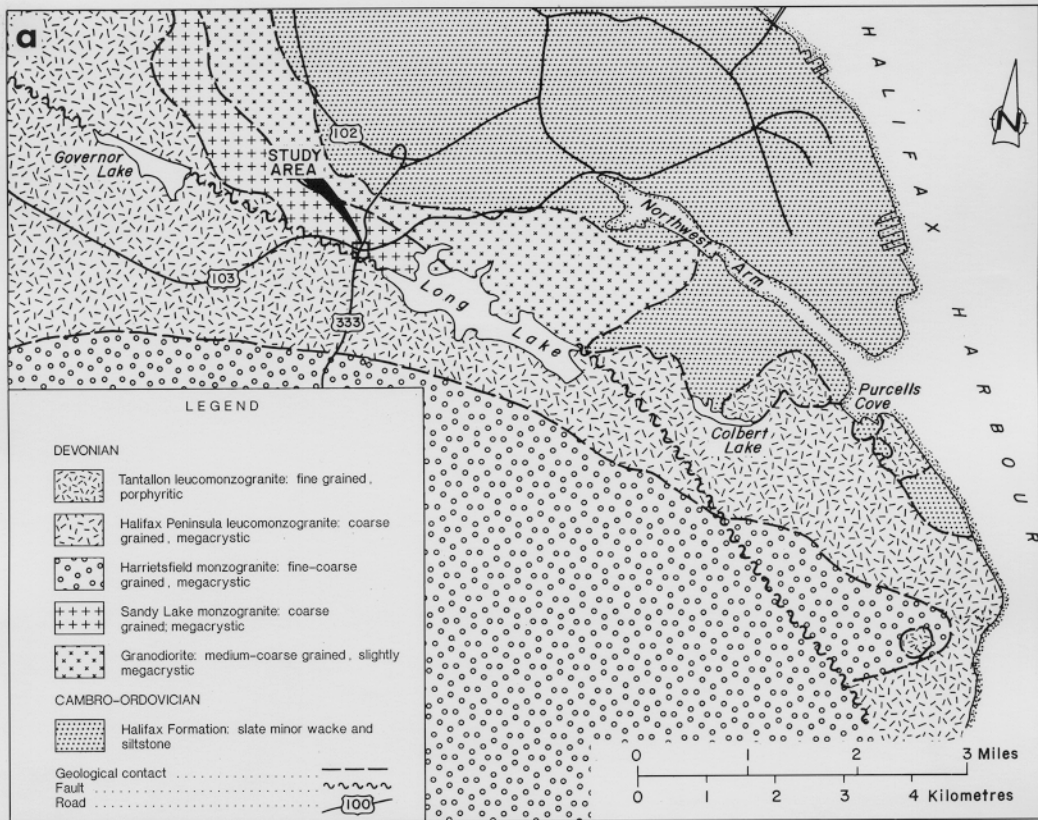 a
HALIFAX HARBOUR
N
102
Governor
Lake
STUDY
AREA
Northwest Arm
103
Long Lake
333
Purcells
Cove
Colbert
Lake
LEGEND
DEVONIAN
Tantallon leucomonzogranite: fine grained,
porphyritic
Halifax Peninsula leucomonzogranite: coarse
grained, megacrystic
Harrietsfield monzogranite: fine-coarse
grained, megacrystic
Sandy Lake monzogranite: coarse
grained; megacrystic
Granodiorite: medium-coarse grained, slightly
megacrystic
CAMBRO-ORDOVICIAN
Halifax Formation: slate minor wacke and
siltstone
Geological contact
Fault
Road
100
0 1 2 3 Miles
0 1 2 3 4 Kilometres